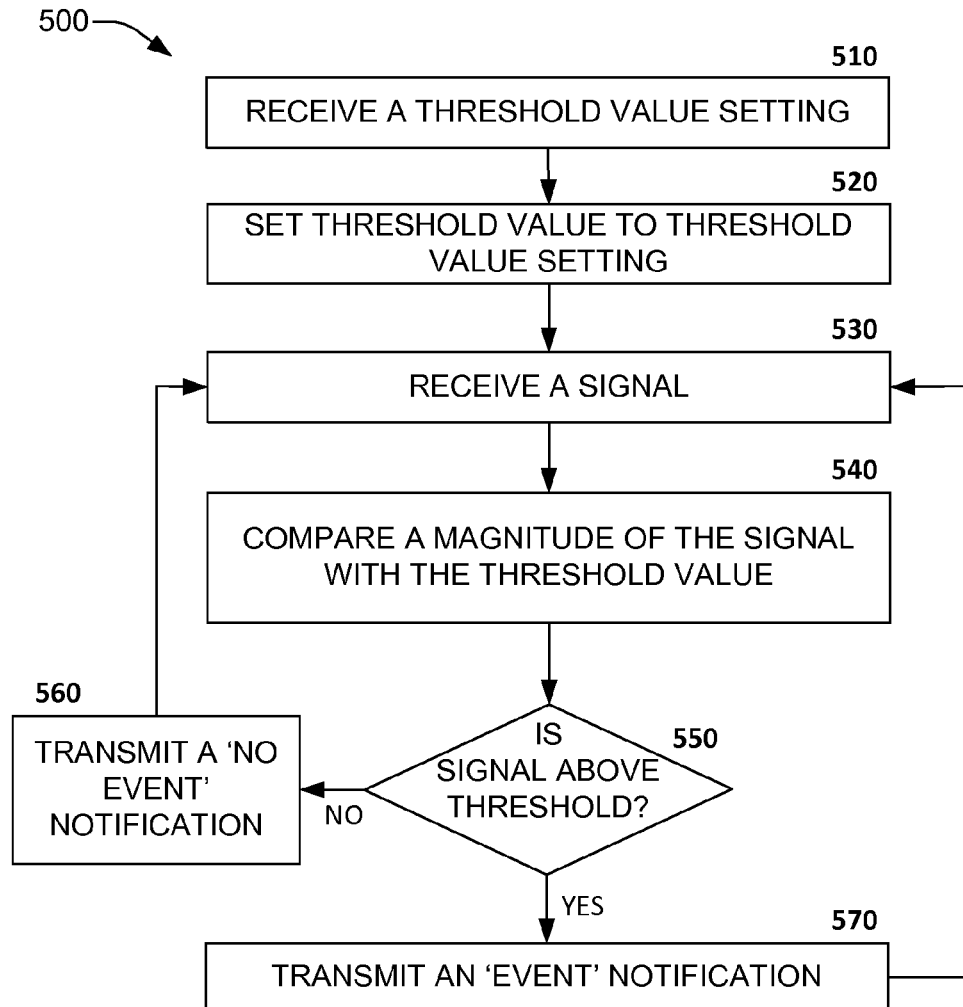 500
510
RECEIVE A THRESHOLD VALUE SETTING
520
SET THRESHOLD VALUE TO THRESHOLD
VALUE SETTING
530
RECEIVE A SIGNAL
540
COMPARE A MAGNITUDE OF THE SIGNAL
WITH THE THRESHOLD VALUE
550
IS
SIGNAL ABOVE
THRESHOLD?
NO
560
TRANSMIT A ‘NO
EVENT’
NOTIFICATION
YES
570
TRANSMIT AN ‘EVENT’ NOTIFICATION